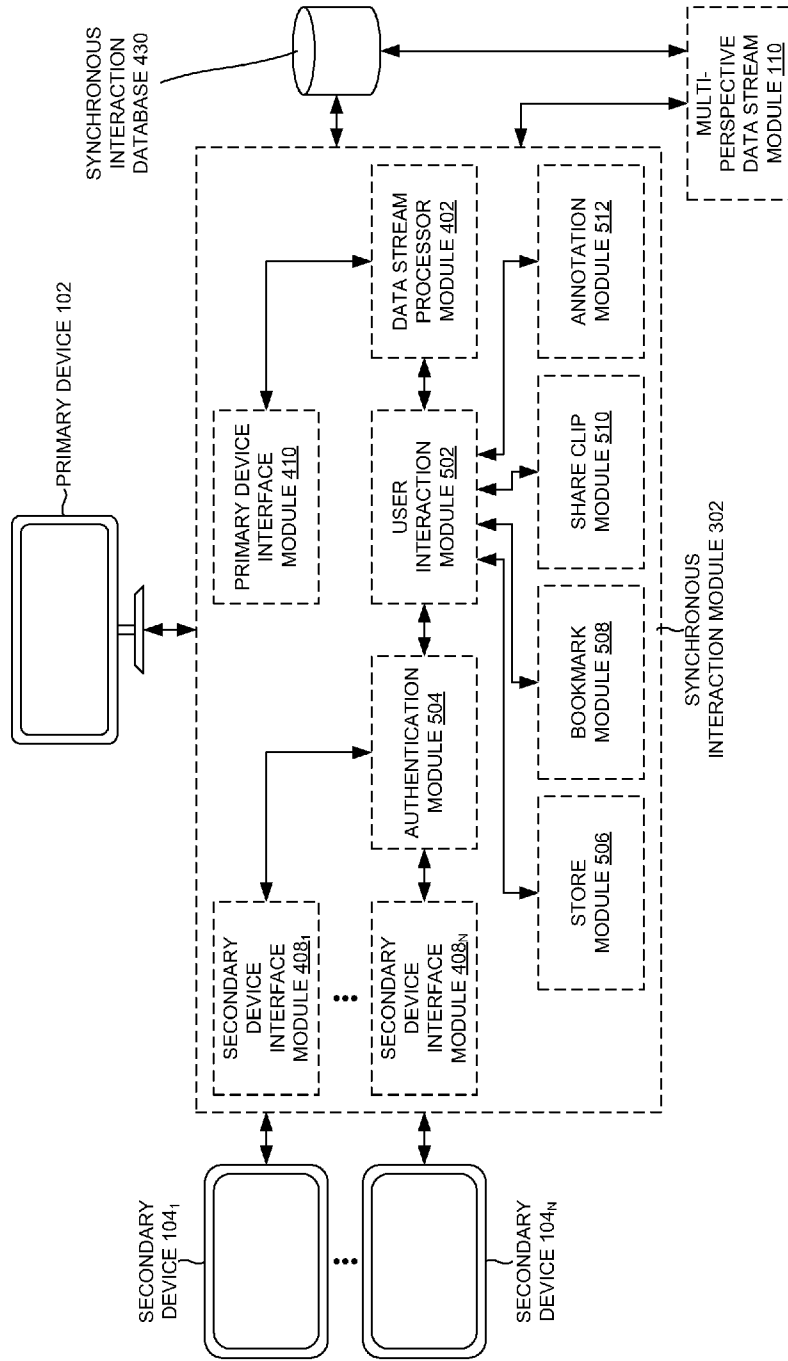 PRIMARY DEVICE 102
SYNCHRONOUS
INTERACTION
DATABASE 430
SECONDARY
DEVICE 104₁
SECONDARY
DEVICE INTERFACE
MODULE 408₁
PRIMARY DEVICE
INTERFACE
MODULE 410
SECONDARY
DEVICE
INTERFACE
MODULE 408N
AUTHENTICATION
MODULE 504
USER
INTERACTION
MODULE 502
DATA STREAM
PROCESSOR
MODULE 402
SECONDARY
DEVICE 104N
STORE
MODULE 506
BOOKMARK
MODULE 508
SHARE CLIP
MODULE 510
ANNOTATION
MODULE 512
SYNCHRONOUS
INTERACTION MODULE 302
MULTI-
PERSPECTIVE
DATA STREAM
MODULE 110